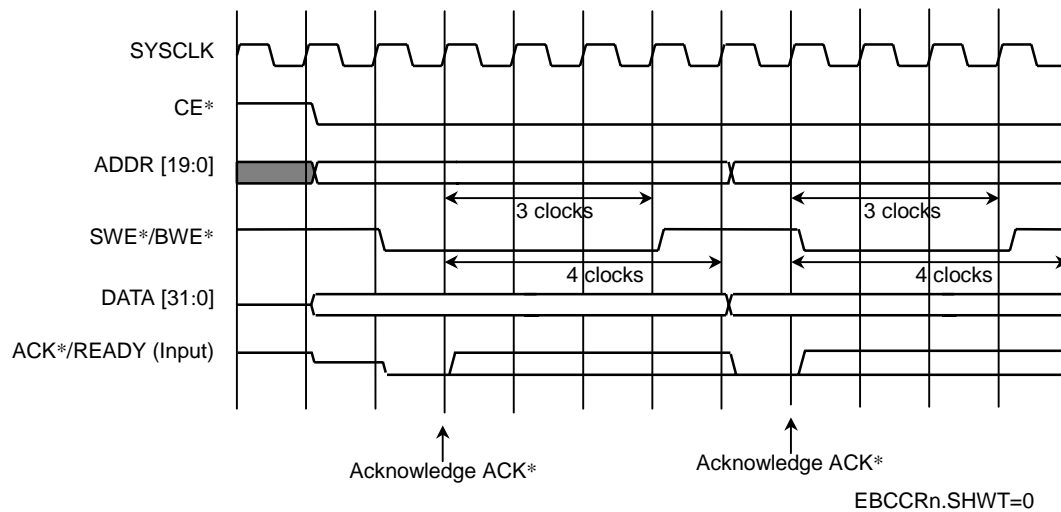 SYSCLK
CE*
ADDR [19:0]
3 clocks
3 clocks
SWE*/BWE*
4 clocks
4 clocks
DATA [31:0]
ACK*/READY (Input)
Acknowledge ACK*
Acknowledge ACK*
EBCCRn.SHWT=0